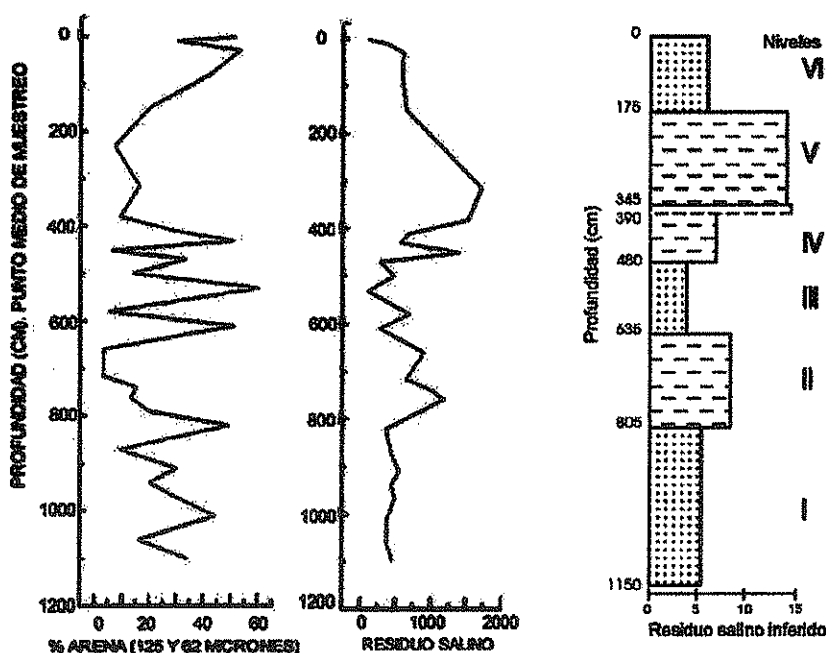 PROFUNDIDAD (CM). PUNTO MEDIO DE MUESTREO
0
200
400
600
800
1000
1200
0 20 40 60
% ARENA (125 Y 62 MICRONES)
0
200
400
600
800
1000
1200
0 1000 2000
RESIDUO SALINO
Profundidad (cm)
0
175
345
390
480
635
805
1150
Niveles
VI
V
IV
III
II
I
0 5 10 15
Residuo salino inferido